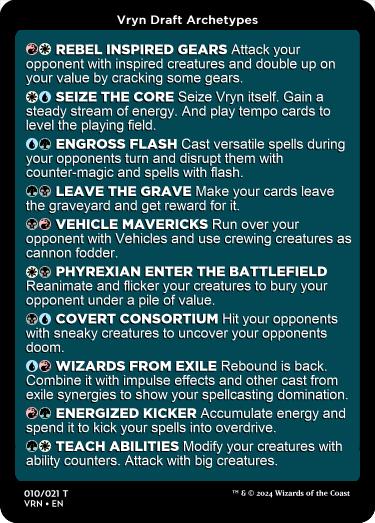 Vryn Draft Archetypes
REBEL INSPIRED GEARS Attack your
opponent with inspired creatures and double up on
your value by cracking some gears.
SEIZE THE CORE Seize Vryn itself. Gain a
steady stream of energy. And play tempo cards to
level the playing field.
ENGROSS FLASH Cast versatile spells during
your opponents turn and disrupt them with
counter-magic and spells with flash.
LEAVE THE GRAVE Make your cards leave
the graveyard and get reward for it.
VEHICLE MAVERICKS Run over your
opponent with Vehicles and use crewing creatures as
cannon fodder.
PHYREXIAN ENTER THE BATTLEFIELD
Reanimate and flicker your creatures to bury your
opponent under a pile of value.
COVERT CONSORTIUM Hit your opponents
with sneaky creatures to uncover your opponents
doom.
WIZARDS FROM EXILE Rebound is back.
Combine it with impulse effects and other cast from
exile synergies to show your spellcasting domination.
ENERGIZED KICKER Accumulate energy and
spend it to kick your spells into overdrive.
TEACH ABILITIES Modify your creatures with
ability counters. Attack with big creatures.
010/021 T
VRN • EN
™ & © 2024 Wizards of the Coast